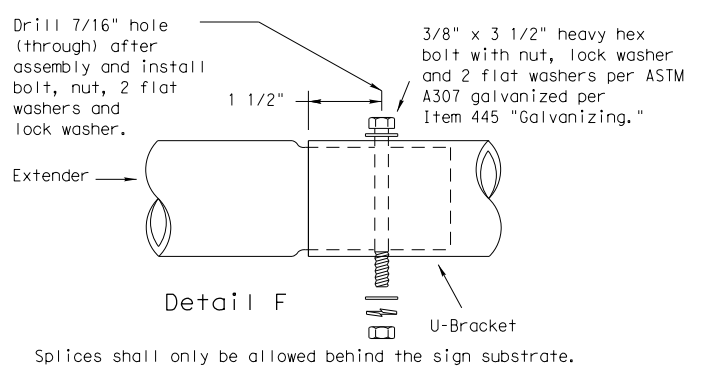 Drill 7/16" hole
(through) after
assembly and install
bolt, nut, 2 flat
washers and
lock washer.
3/8" x 3 1/2" heavy hex
bolt with nut, lock washer
and 2 flat washers per ASTM
A307 galvanized per
Item 445 "Galvanizing."
1 1/2"
Extender
Detail F
U-Bracket
Splices shall only be allowed behind the sign substrate.